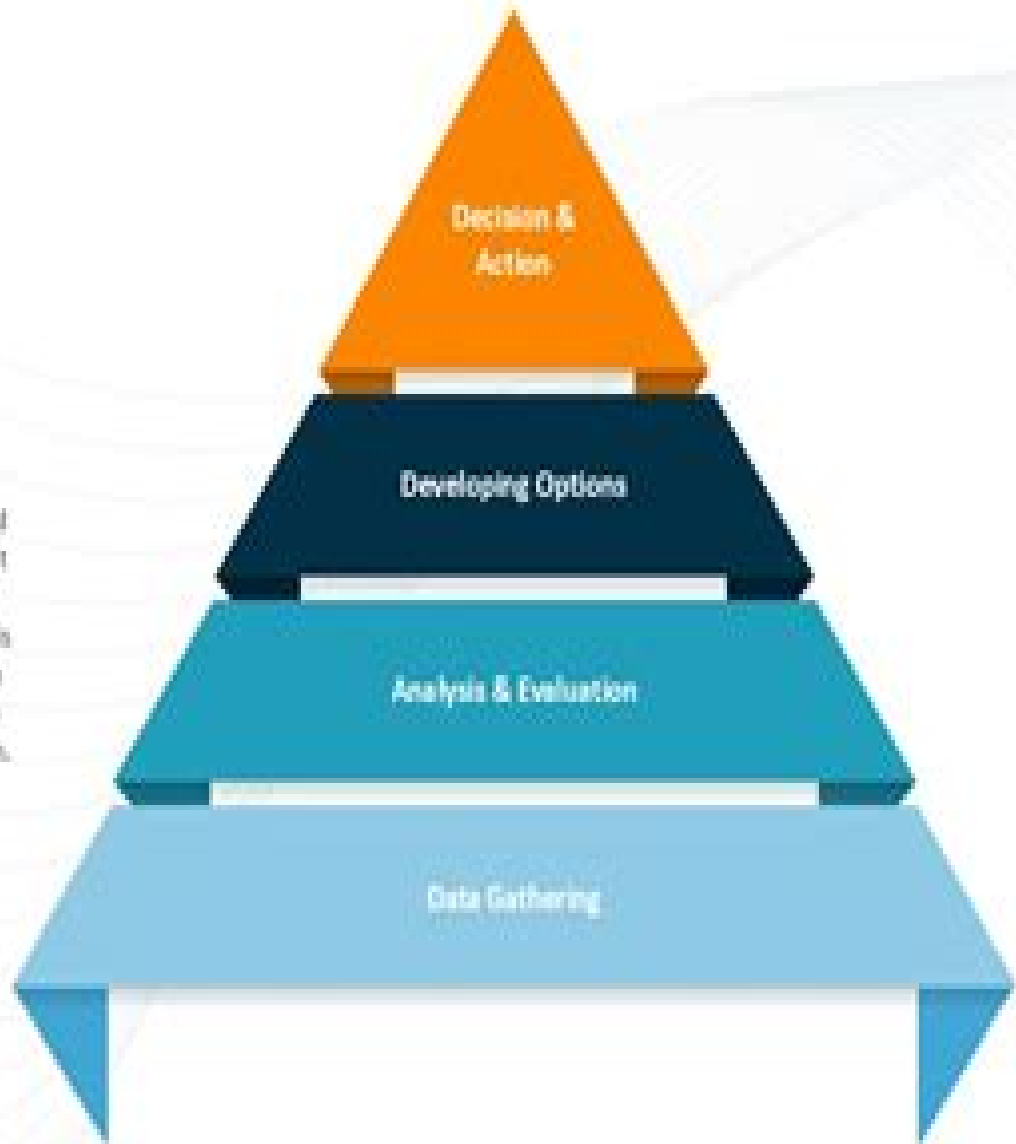 Decision &
Action
Developing Options
Analysis & Evaluation
Data Gathering